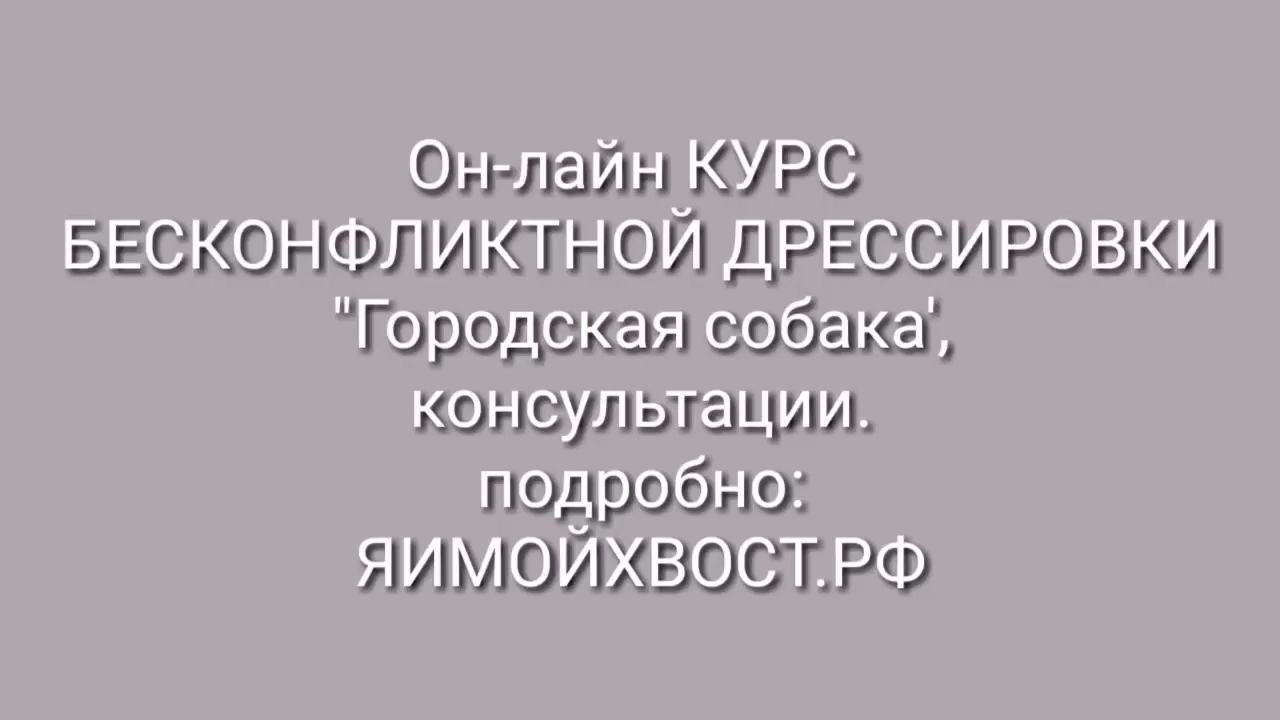 Он-лайн КУРС
БЕСКОНФЛИКТНОЙ ДРЕССИРОВКИ
"Городская собака',
консультации.
подробно:
ЯИМОЙХВОСТ.РФ